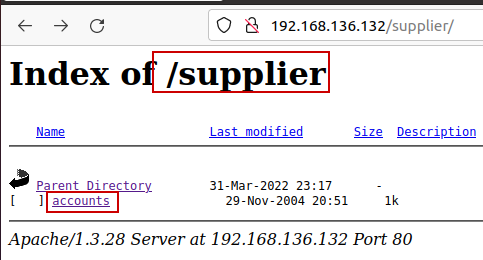 192.168.136.132/supplier/
Index of /supplier
Name Last modified Size Description
Parent Directory 31-Mar-2022 23:17 -
[ ] accounts 29-Nov-2004 20:51 1k
Apache/1.3.28 Server at 192.168.136.132 Port 80